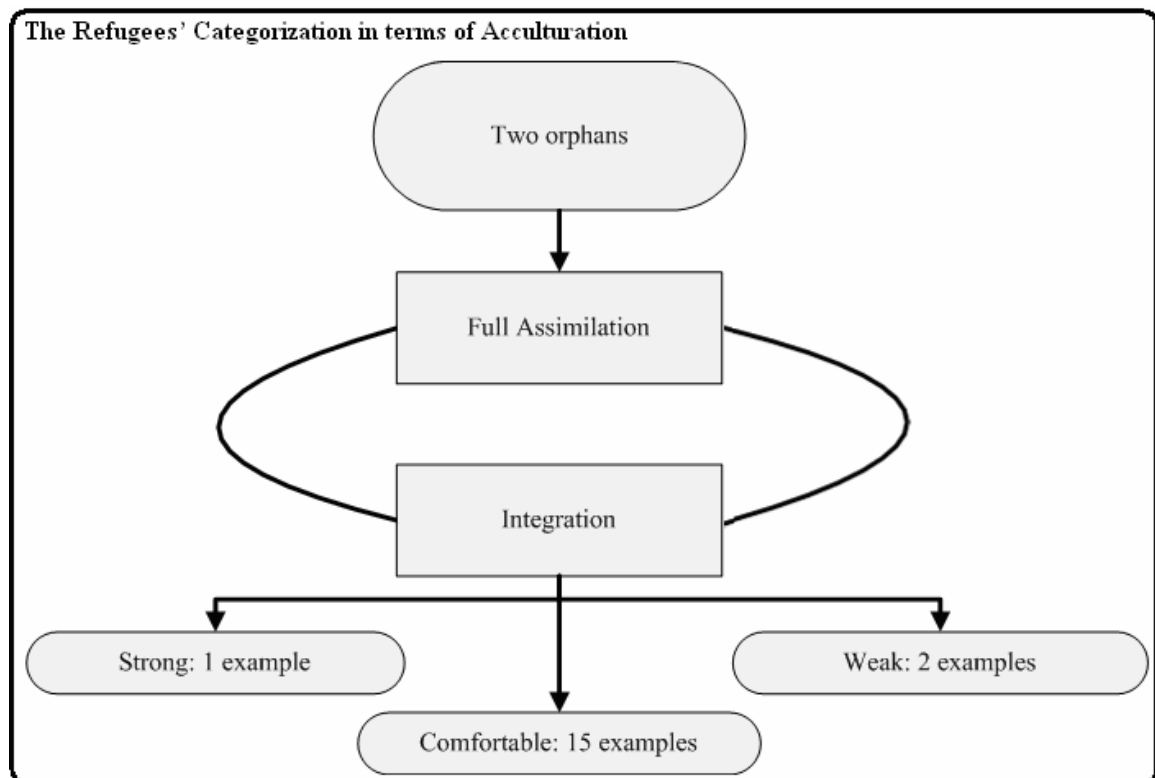 The Refugees' Categorization in terms of Acculturation
Two orphans
Full Assimilation
Integration
Strong: 1 example
Weak: 2 examples
Comfortable: 15 examples